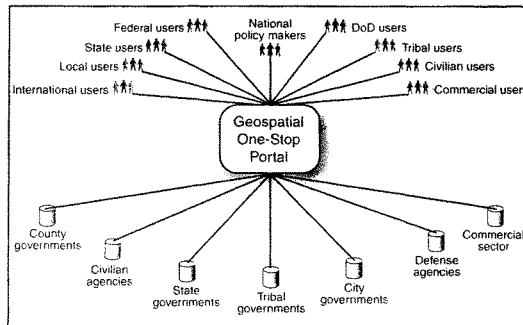 Federal users
National
policy makers
DoD users
State users
Tribal users
Local users
Civilian users
International users
Commercial users
Geospatial
One-Stop
Portal
County
governments
Civilian
agencies
State
governments
Tribal
governments
City
governments
Defense
agencies
Commercial
sector